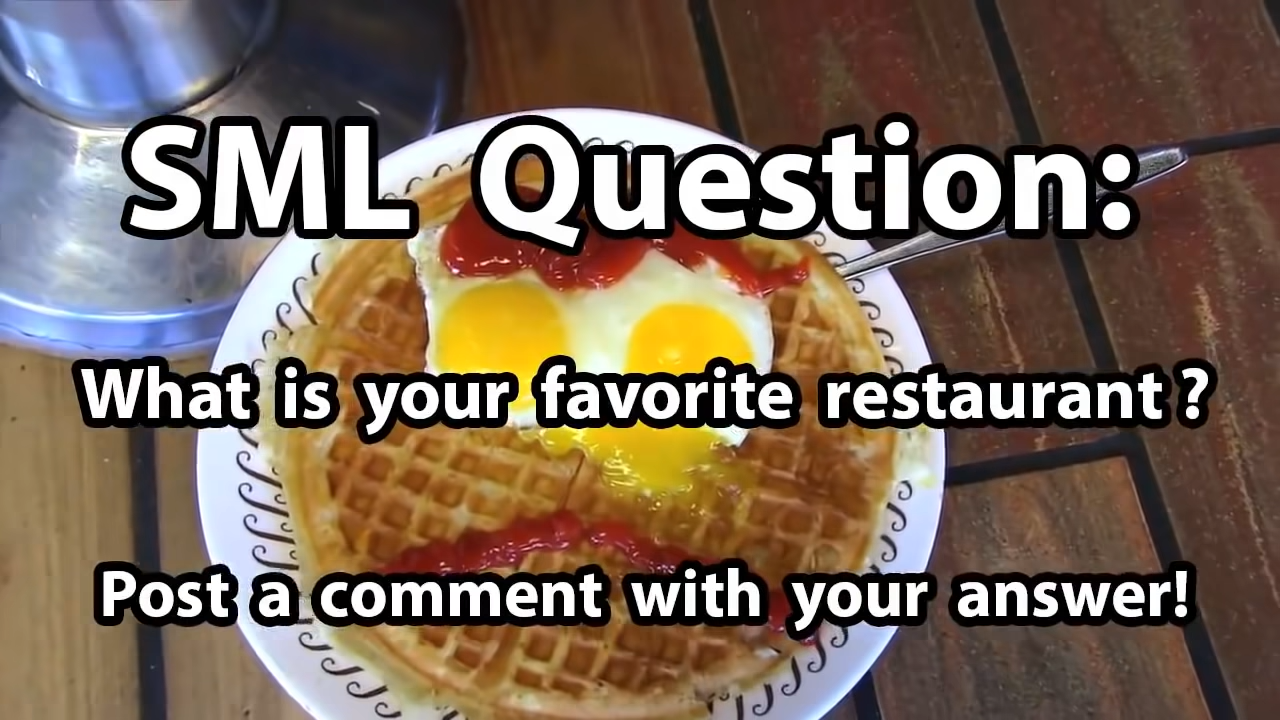 SML Question:
What is your favorite restaurant ?
Post a comment with your answer!